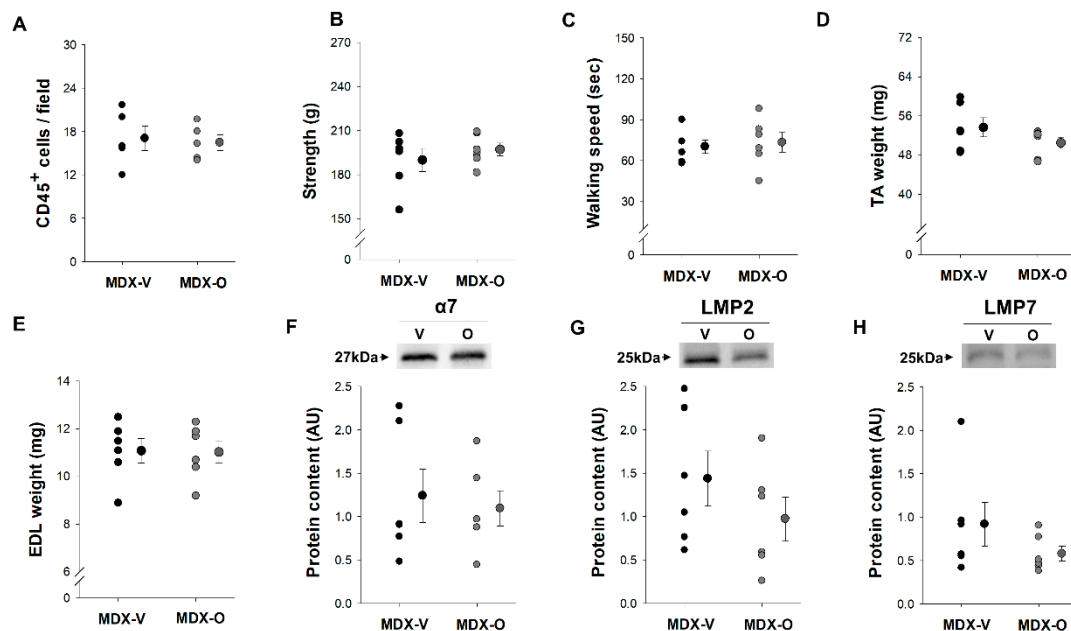 A
CD45+ cells / field
30
24
18
12
6
0
MDX-V MDX-O
B
Strength (g)
270
240
210
180
150
0
MDX-V MDX-O
C
Walking speed (sec)
150
120
90
60
30
0
MDX-V MDX-O
D
TA weight (mg)
72
64
56
48
40
0
MDX-V MDX-O
E
EDL weight (mg)
14
12
10
8
6
0
MDX-V MDX-O
F
α7
V O
27kDa
Protein content (AU)
2.5
2.0
1.5
1.0
0.5
0.0
MDX-V MDX-O
G
LMP2
V O
25kDa
Protein content (AU)
2.5
2.0
1.5
1.0
0.5
0.0
MDX-V MDX-O
H
LMP7
V O
25kDa
Protein content (AU)
2.5
2.0
1.5
1.0
0.5
0.0
MDX-V MDX-O